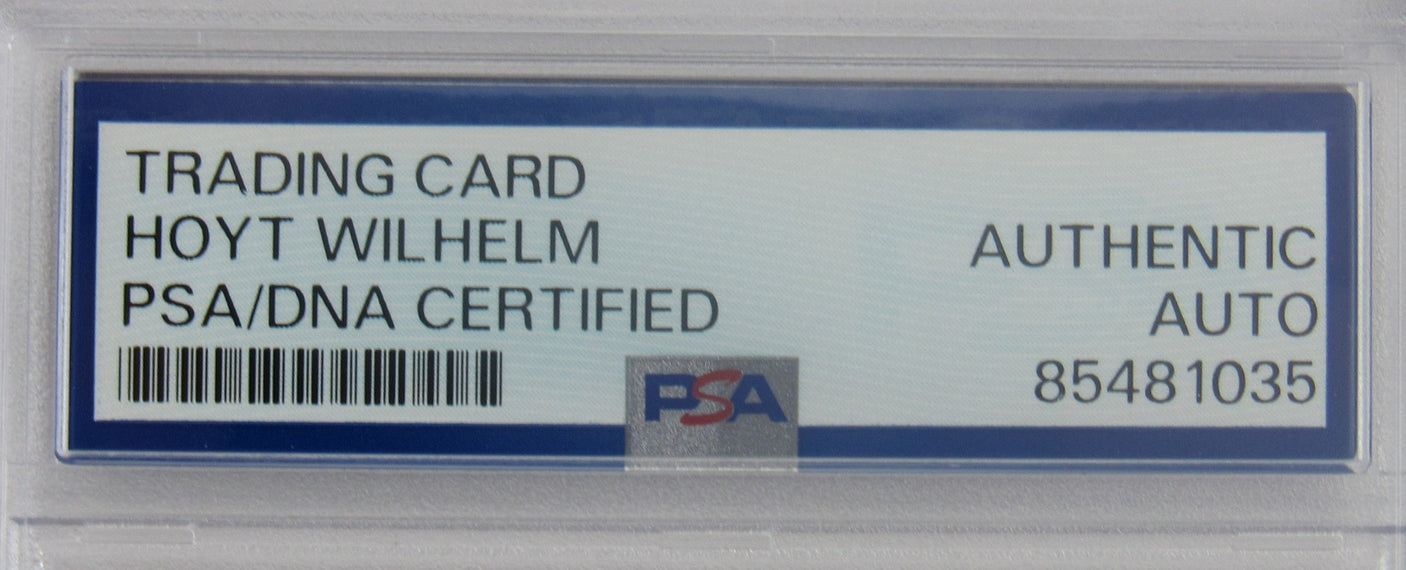 TRADING CARD
HOYT WILHELM
PSA/DNA CERTIFIED
AUTHENTIC
AUTO
85481035
PSA